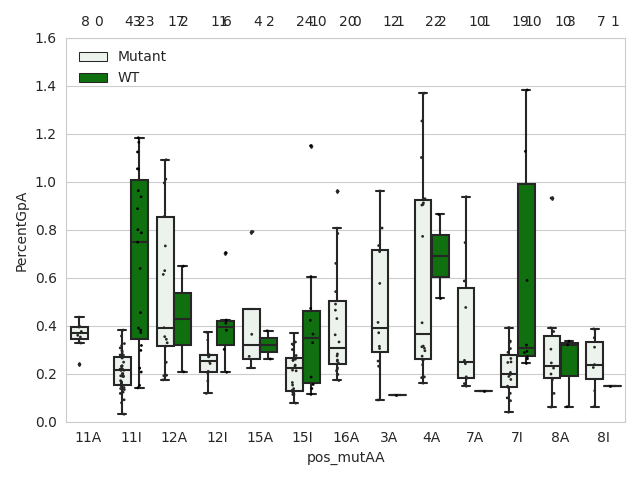 8 0 43 23 17 2 11 6 4 2 24 10 20 0 12 1 22 2 10 1 19 10 10 3 7 1
1.6
Mutant
1.4
WT
1.2
1.0
0.8
0.6
0.4
0.2
0.0
PercentGpA
11A 11I 12A 12I 15A 15I 16A 3A 4A 7A 7I 8A 8I
pos_mutAA